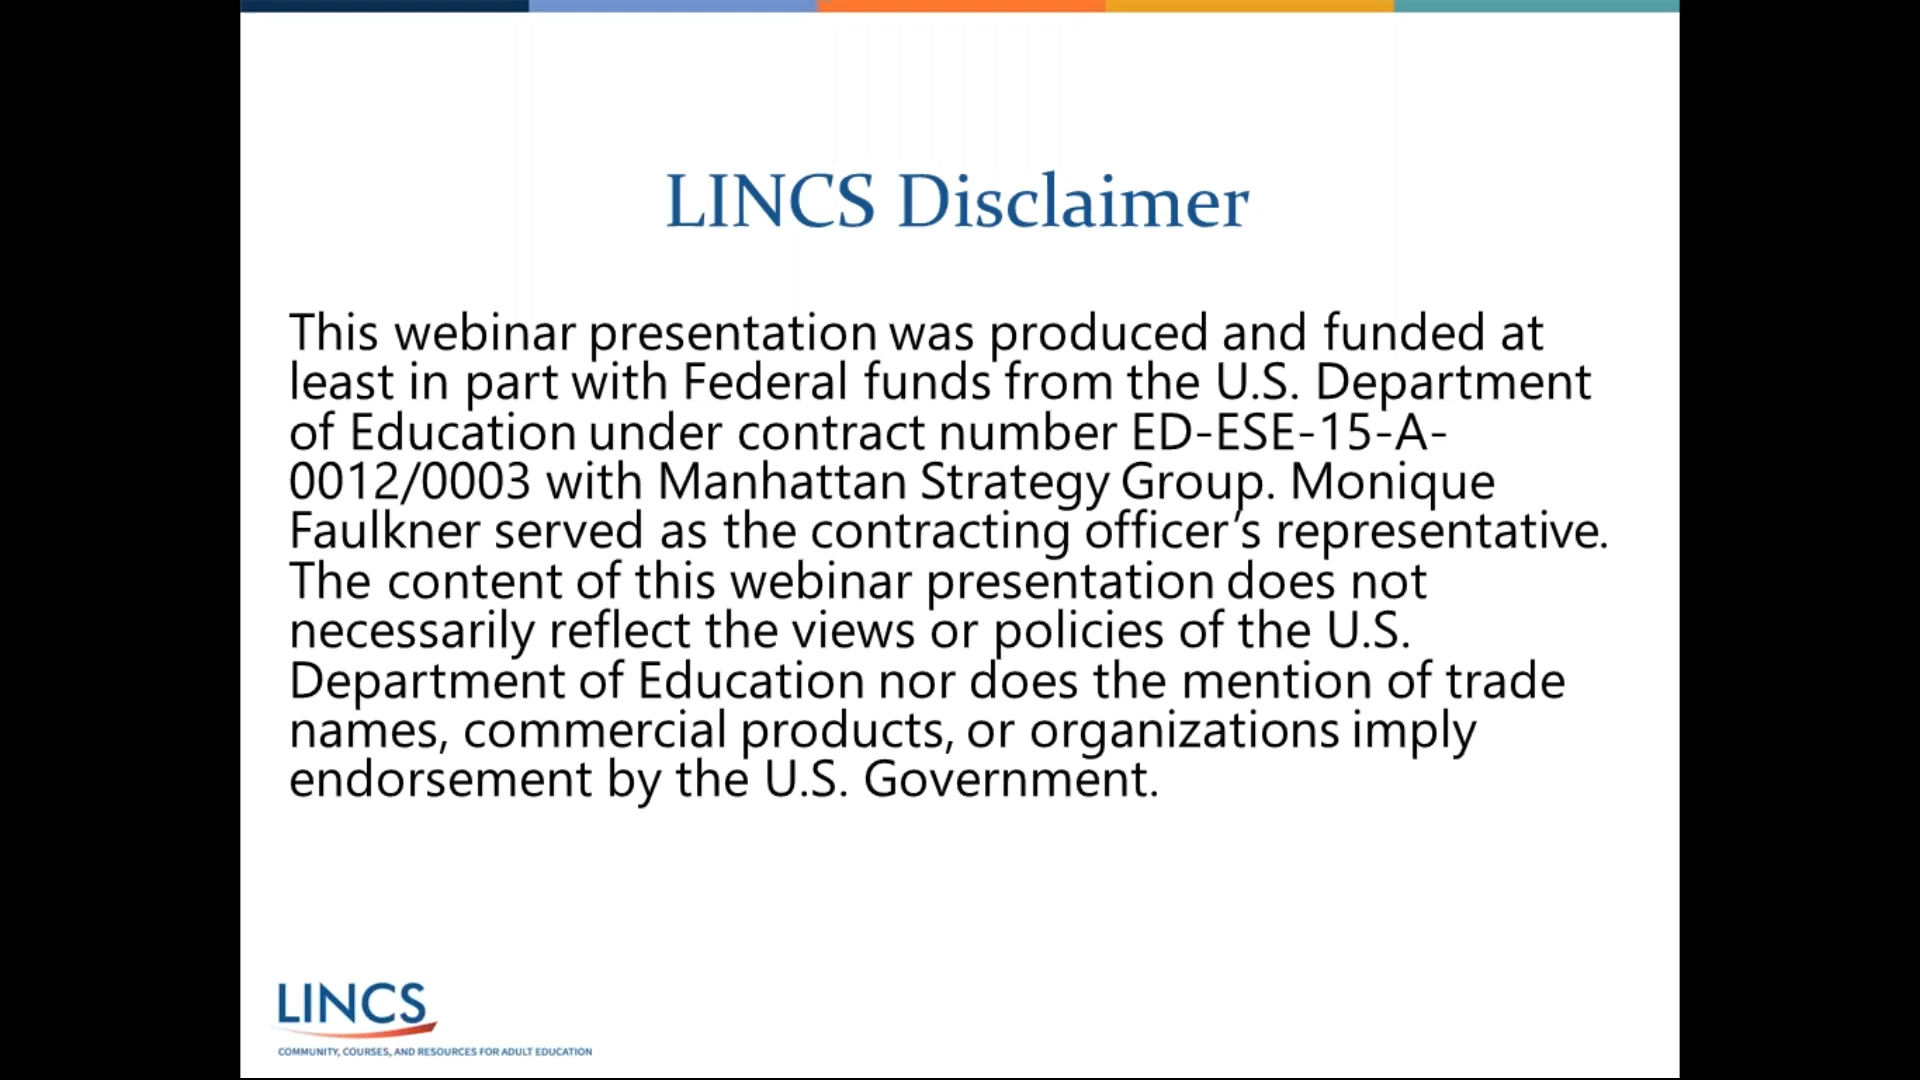 LINCS Disclaimer
This webinar presentation was produced and funded at
least in part with Federal funds from the U.S. Department
of Education under contract number ED-ESE-15-A-
0012/0003 with Manhattan Strategy Group. Monique
Faulkner served as the contracting officer’s representative.
The content of this webinar presentation does not
necessarily reflect the views or policies of the U.S.
Department of Education nor does the mention of trade
names, commercial products, or organizations imply
endorsement by the U.S. Government.
LINCS
COMMUNITY, COURSES, AND RESOURCES FOR ADULT EDUCATION